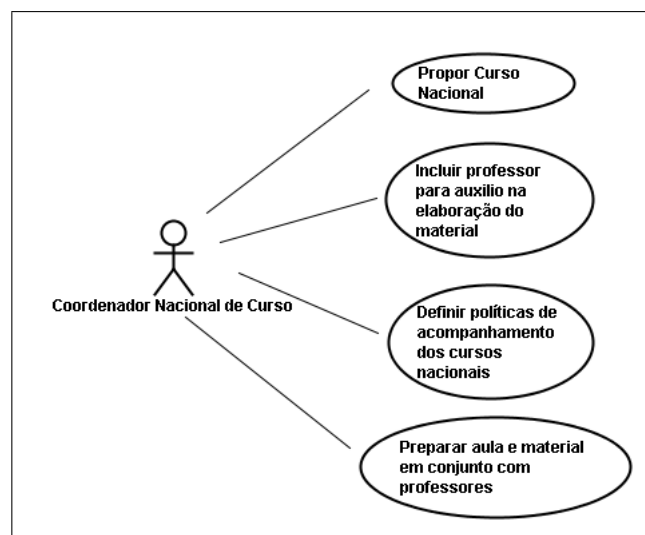 Propor Curso
Nacional
Incluir professor
para auxilio na
elaboração do
material
Coordenador Nacional de Curso
Definir políticas de
acompanhamento
dos cursos
nacionais
Preparar aula e material
em conjunto com
professores